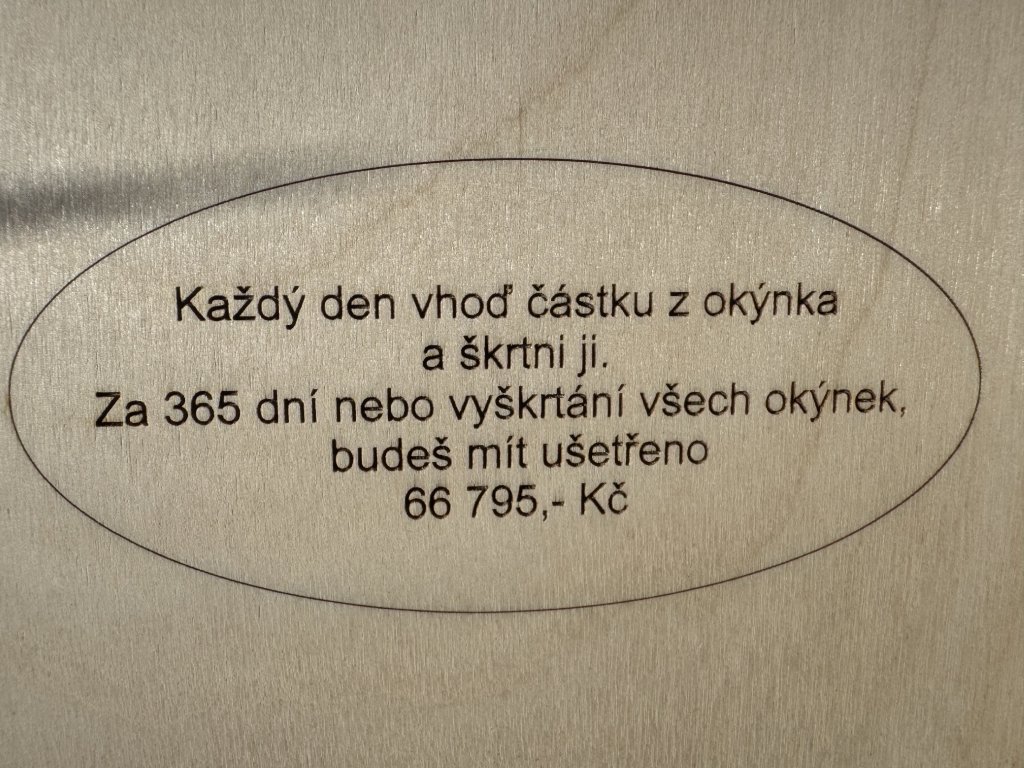 Každý den vhoď částku z okýnka
a škrtni ji.
Za 365 dní nebo vyškrtání všech okýnek,
budeš mít ušetřeno
66 795,- Kč